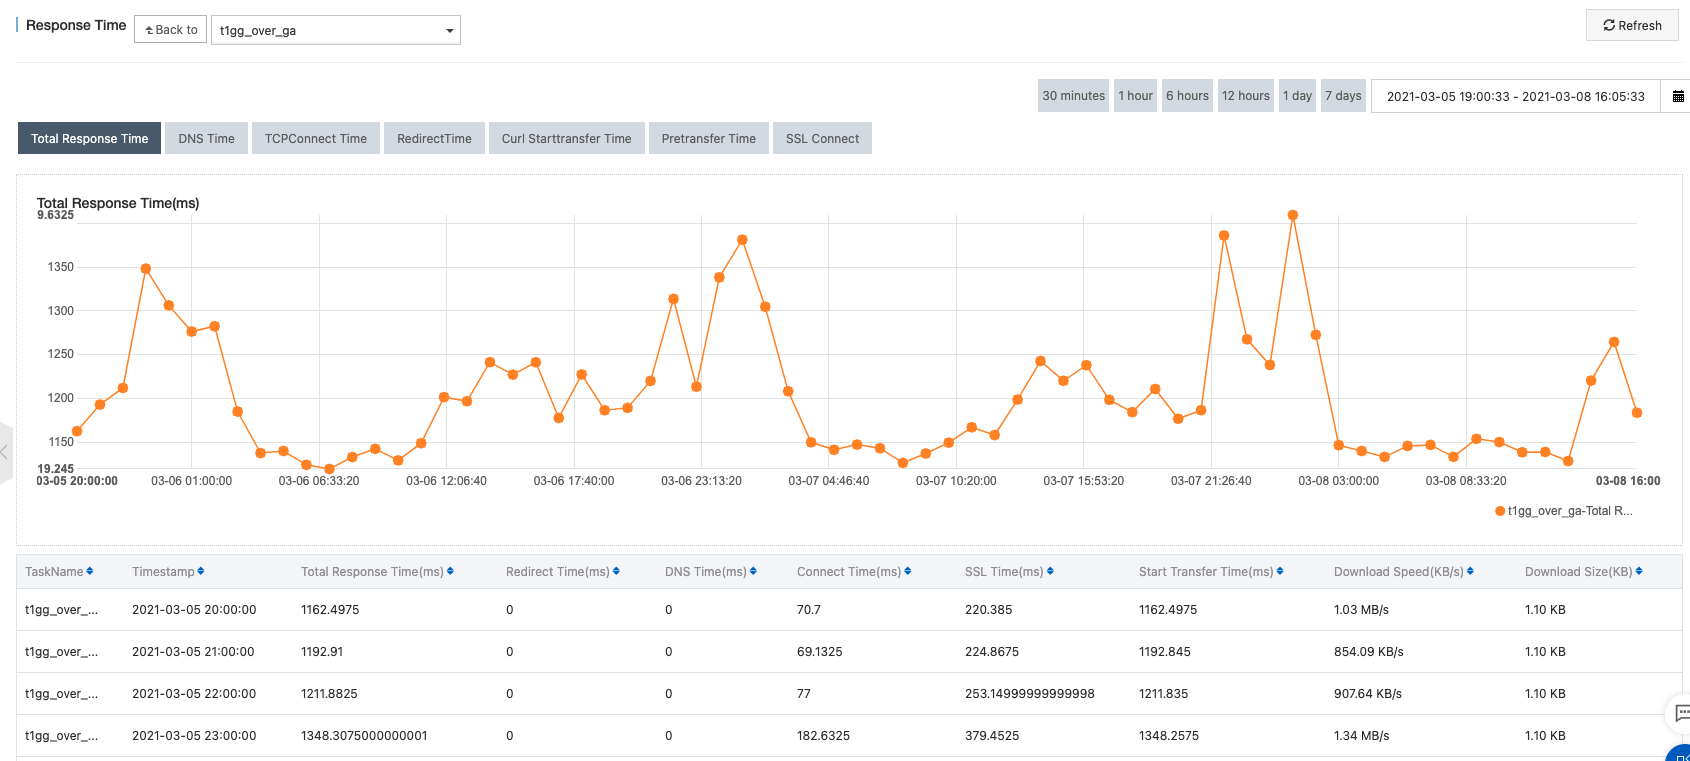 Response Time
Back to
t1gg_over_ga
Refresh
30 minutes
1 hour
6 hours
12 hours
1 day
7 days
2021-03-05 19:00:33 - 2021-03-08 16:05:33
Total Response Time
DNS Time
TCPConnect Time
RedirectTime
Curl Starttransfer Time
Pretransfer Time
SSL Connect
Total Response Time(ms)
9.6325
1350
1300
1250
1200
1150
19.245
03-05 20:00:00
03-06 01:00:00
03-06 06:33:20
03-06 12:06:40
03-06 17:40:00
03-06 23:13:20
03-07 04:46:40
03-07 10:20:00
03-07 15:53:20
03-07 21:26:40
03-08 03:00:00
03-08 08:33:20
03-08 16:00
t1gg_over_ga-Total R...
TaskName Timestamp Total Response Time(ms) Redirect Time(ms) DNS Time(ms) Connect Time(ms) SSL Time(ms) Start Transfer Time(ms) Download Speed(KB/s) Download Size(KB)
t1gg_over_... 2021-03-05 20:00:00 1162.4975 0 0 70.7 220.385 1162.4975 1.03 MB/s 1.10 KB
t1gg_over_... 2021-03-05 21:00:00 1192.91 0 0 69.1325 224.8675 1192.845 854.09 KB/s 1.10 KB
t1gg_over_... 2021-03-05 22:00:00 1211.8825 0 0 77 253.14999999999998 1211.835 907.64 KB/s 1.10 KB
t1gg_over_... 2021-03-05 23:00:00 1348.3075000000001 0 0 182.6325 379.4525 1348.2575 1.34 MB/s 1.10 KB